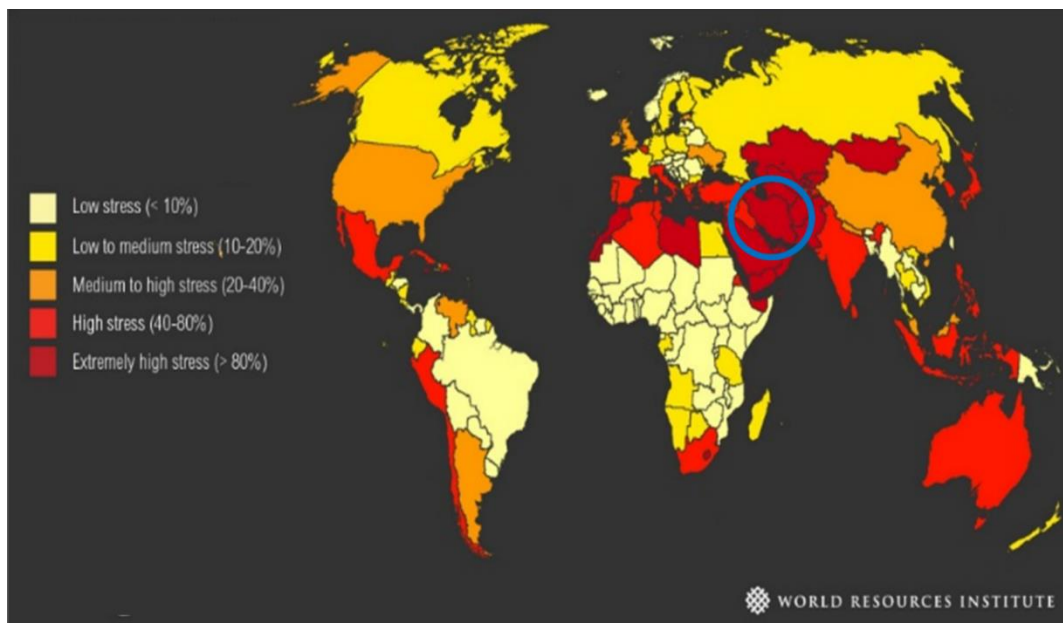 Low stress (< 10%)
Low to medium stress (10-20%)
Medium to high stress (20-40%)
High stress (40-80%)
Extremely high stress (> 80%)
WORLD RESOURCES INSTITUTE